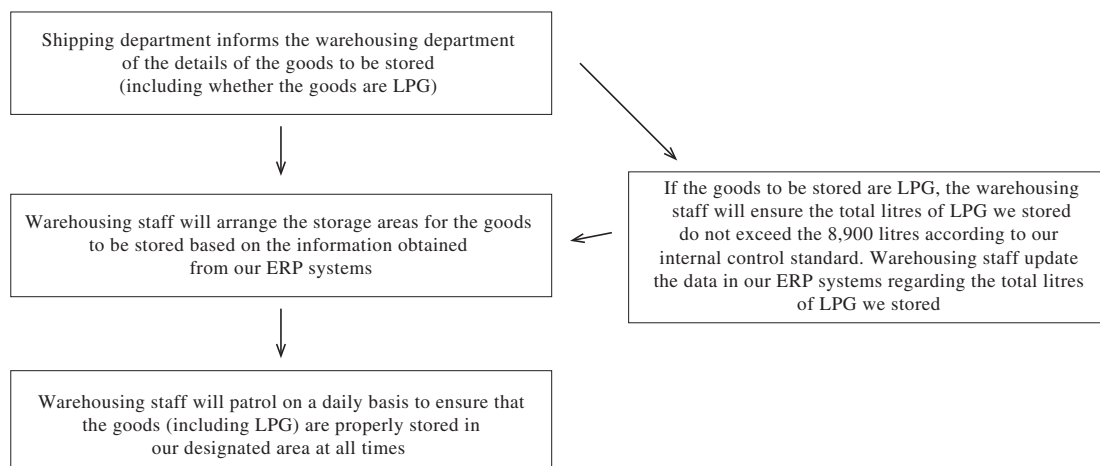 Shipping department informs the warehousing department
of the details of the goods to be stored
(including whether the goods are LPG)
If the goods to be stored are LPG, the warehousing
staff will ensure the total litres of LPG we stored
do not exceed the 8,900 litres according to our
internal control standard. Warehousing staff update
the data in our ERP systems regarding the total litres
of LPG we stored
Warehousing staff will arrange the storage areas for the goods
to be stored based on the information obtained
from our ERP systems
Warehousing staff will patrol on a daily basis to ensure that
the goods (including LPG) are properly stored in
our designated area at all times